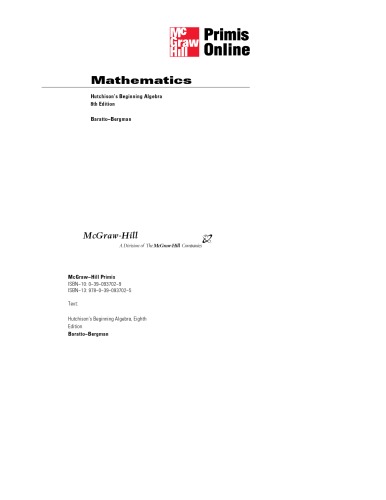 Mc
Graw
Hill
Primis
Online
Mathematics
Hutchison's Beginning Algebra
8th Edition
Baratto–Bergman
McGraw-Hill
A Division of The McGraw-Hill Companies
McGraw–Hill Primis
ISBN–10: 0–39–093702–8
ISBN–13: 978–0–39–093702–5
Text:
Hutchison's Beginning Algebra, Eighth
Edition
Baratto–Bergman